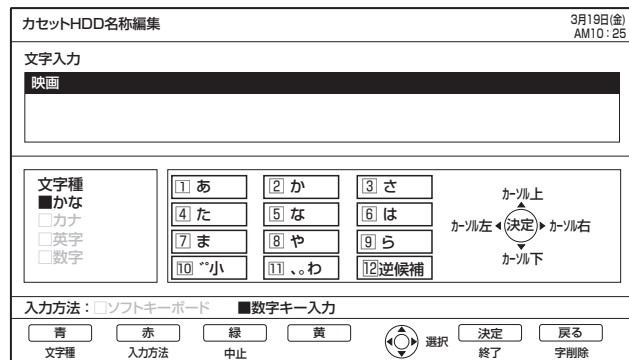 カセットHDD名称編集
3月19日(金)
AM10:25
文字入力
映画
文字種
■かな
□カナ
□英字
□数字
1 あ
2 か
3 さ
4 た
5 な
6 は
7 ま
8 や
9 ら
10 ゛゜小
11 、。わ
12逆候補
カーソル上
カーソル左
決定
カーソル右
カーソル下
入力方法:□ソフトキーボード ■数字キー入力
青 赤 緑 黄 選択 決定 戻る
文字種 入力方法 中止 終了 字削除